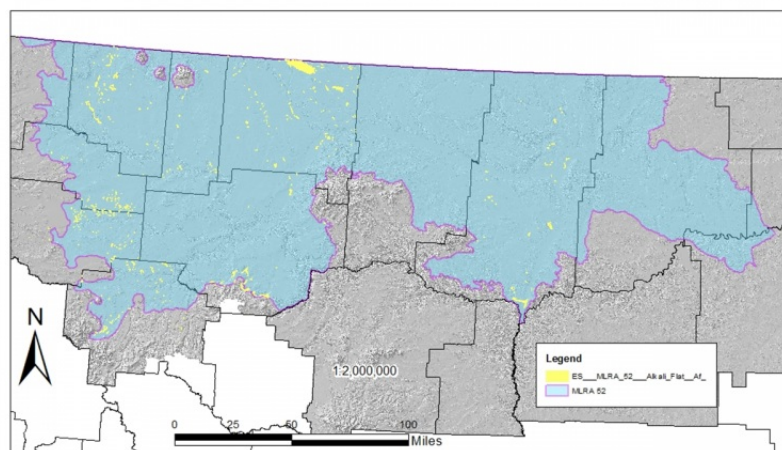 N
1:2,000,000
0 25 50 100
Miles
Legend
ES___MLRA_52___Alkali_Flat__Af_
MLRA 52